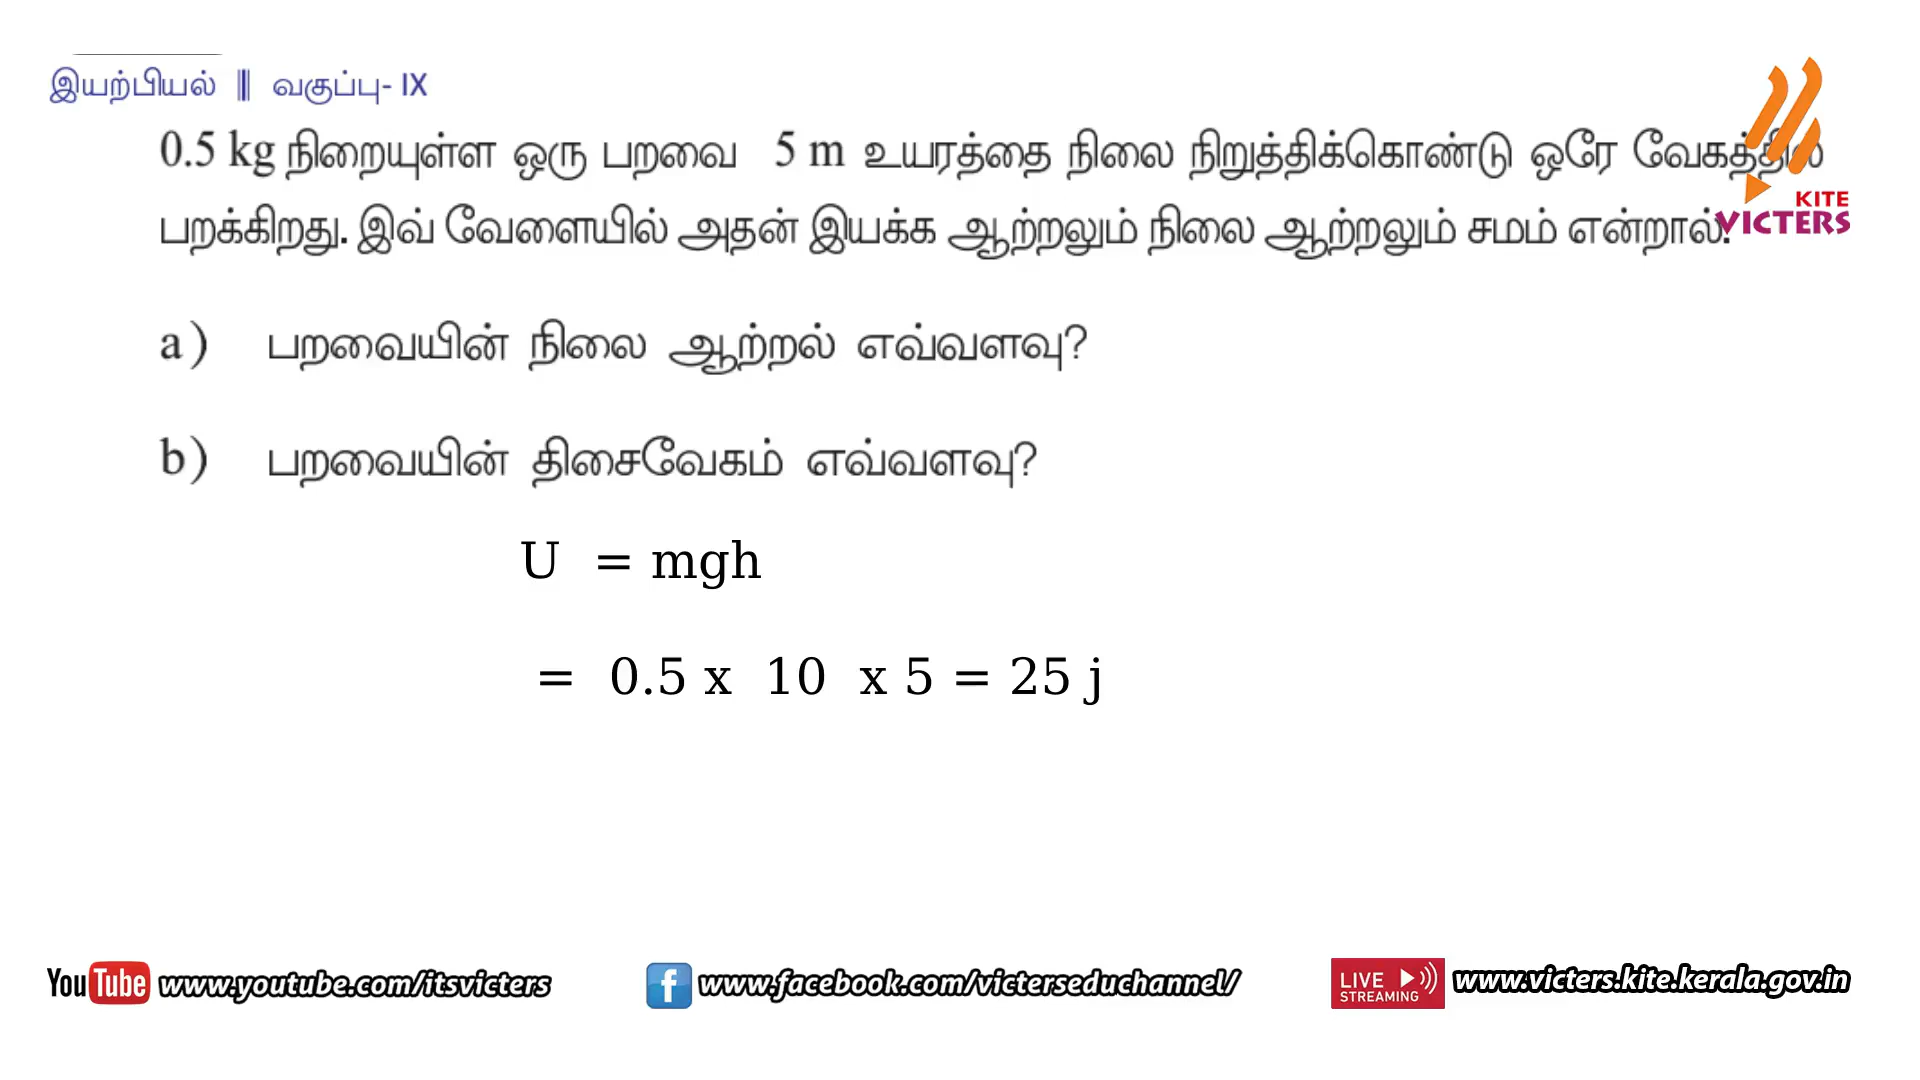 இயற்பியல் || வகுப்பு- IX
0.5 kg நிறையுள்ள ஒரு பறவை 5 m உயரத்தை நிலை நிறுத்திக்கொண்டு ஒரே வேகத்தில்
பறக்கிறது. இவ் வேளையில் அதன் இயக்க ஆற்றலும் நிலை ஆற்றலும் சமம் என்றால்.
KITE
VICTERS
a) பறவையின் நிலை ஆற்றல் எவ்வளவு?
b) பறவையின் திசைவேகம் எவ்வளவு?
U = mgh
= 0.5 x 10 x 5 = 25 j
YouTube www.youtube.com/itsvicters f www.facebook.com/victerseduchannel/ LIVE STREAMING www.victers.kite.kerala.gov.in